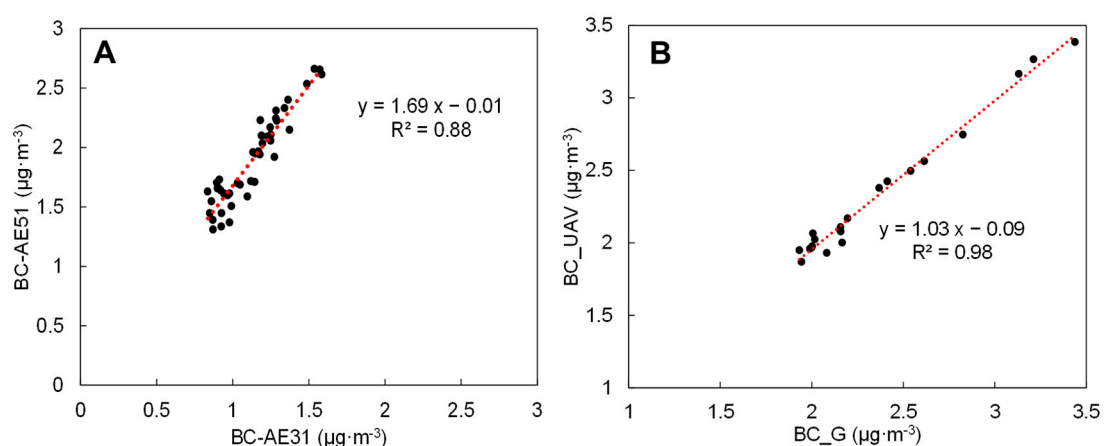 A
3
2.5
2
1.5
1
0.5
0
0
0.5
1
1.5
2
2.5
3
BC-AE51 (µg·m⁻³)
BC-AE31 (µg·m⁻³)
y = 1.69 x − 0.01
R² = 0.88
B
3.5
3
2.5
2
1.5
1
1
1.5
2
2.5
3
3.5
BC_UAV (µg·m⁻³)
BC_G (µg·m⁻³)
y = 1.03 x − 0.09
R² = 0.98